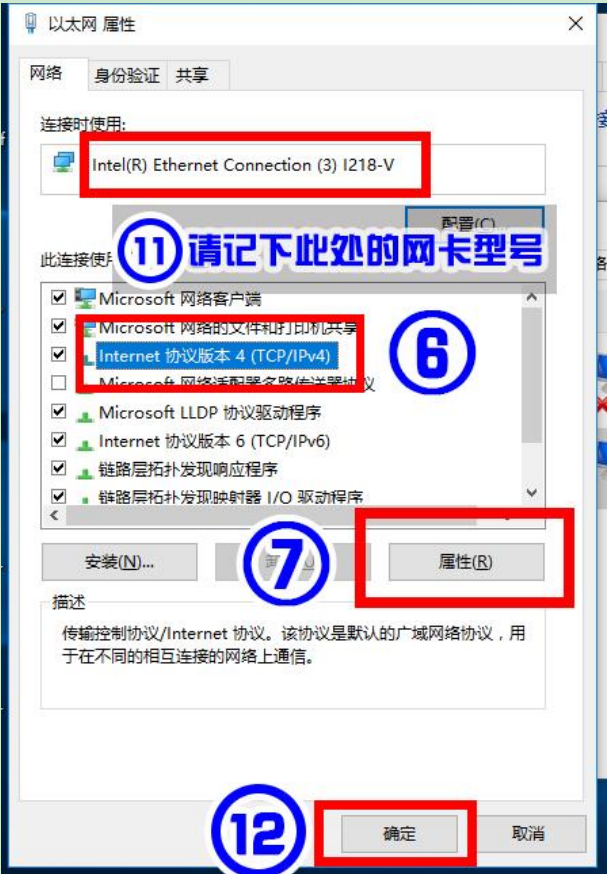 以太网 属性
网络 身份验证 共享
连接时使用:
Intel(R) Ethernet Connection (3) I218-V
配置(C)...
⑪请记下此处的网卡型号
此连接使
Microsoft 网络客户端
Microsoft 网络的文件和打印机共享
Internet 协议版本 4 (TCP/IPv4)
⑥
Microsoft 网络适配器多路传送器协议
Microsoft LLDP 协议驱动程序
Internet 协议版本 6 (TCP/IPv6)
链路层拓扑发现响应程序
链路层拓扑发现映射器 I/O 驱动程序
⑦
安装(N)... 属性(R)
描述
传输控制协议/Internet 协议。该协议是默认的广域网络协议，用
于在不同的相互连接的网络上通信。
⑫
确定 取消